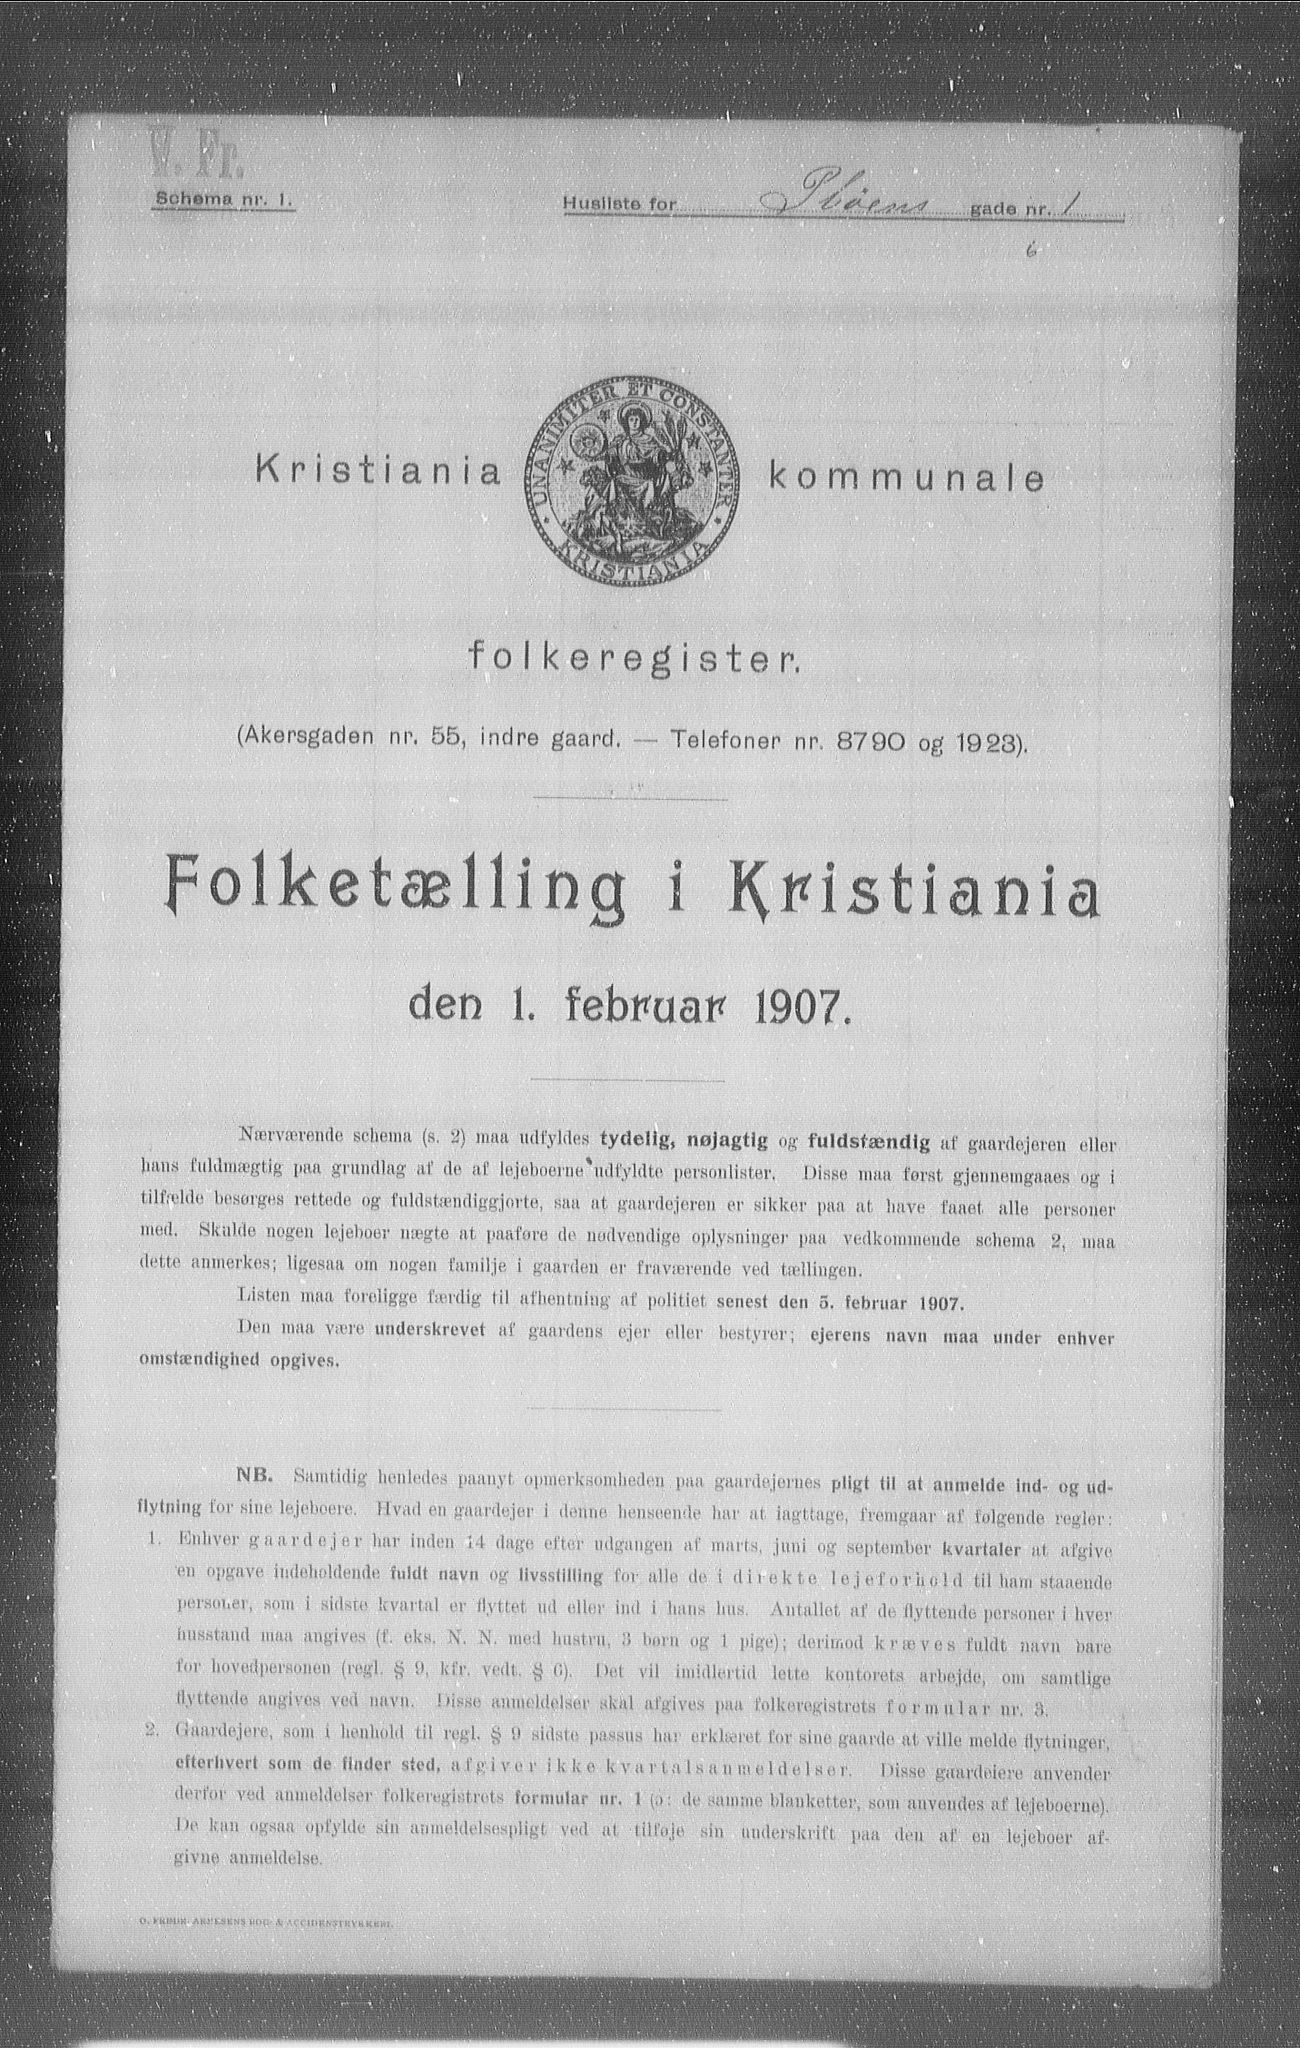 V. Fr.
Schema nr. 1.
Husliste for Pløens gade nr. 1
6
UNANIMITER ET CONSTANTER
KRISTIANIA
Kristiania kommunale
folkeregister.
(Akersgaden nr. 55, indre gaard. — Telefoner nr. 8790 og 1923).
Folketælling i Kristiania
den 1. februar 1907.
Nærværende schema (s. 2) maa udfyldes tydelig, nøjagtig og fuldstændig af gaardejeren eller
hans fuldmægtig paa grundlag af de af lejeboerne udfyldte personlister. Disse maa først gjennemgaaes og i
tilfælde besørges rettede og fuldstændiggjorte, saa at gaardejeren er sikker paa at have faaet alle personer
med. Skulde nogen lejeboer nægte at paaføre de nødvendige oplysninger paa vedkommende schema 2, maa
dette anmerkes; ligesaa om nogen familje i gaarden er fraværende ved tællingen.
Listen maa foreligge færdig til afhentning af politiet senest den 5. februar 1907.
Den maa være underskrevet af gaardens ejer eller bestyrer; ejerens navn maa under enhver
omstændighed opgives.
NB. Samtidig henledes paanyt opmerksomheden paa gaardejernes pligt til at anmelde ind- og ud-
flytning for sine lejeboere. Hvad en gaardejer i denne henseende har at iagttage, fremgaar af følgende regler:
1. Enhver gaardejer har inden 14 dage efter udgangen af marts, juni og september kvartaler at afgive
en opgave indeholdende fuldt navn og livsstilling for alle de i direkte lejeforhold til ham staaende
personer, som i sidste kvartal er flyttet ud eller ind i hans hus. Antallet af de flyttende personer i hver
husstand maa angives (f. eks. N. N. med hustru, 3 børn og 1 pige); derimod kræves fuldt navn bare
for hovedpersonen (regl. § 9, kfr. vedt. § 6). Det vil imidlertid lette kontorets arbejde, om samtlige
flyttende angives ved navn. Disse anmeldelser skal afgives paa folkeregistrets formular nr. 3.
2. Gaardejere, som i henhold til regl. § 9 sidste passus har erklæret for sine gaarde at ville melde flytninger,
efterhvert som de finder sted, afgiver ikke kvartalsanmeldelser. Disse gaardeiere anvender
derfor ved anmeldelser folkeregistrets formular nr. 1 (ɔ: de samme blanketter, som anvendes af lejeboerne).
De kan ogsaa opfylde sin anmeldelsespligt ved at tilføje sin underskrift paa den af en lejeboer af-
givne anmeldelse.
O. FREDR. ARNESENS BOG- & ACCIDENSTRYKKERI.